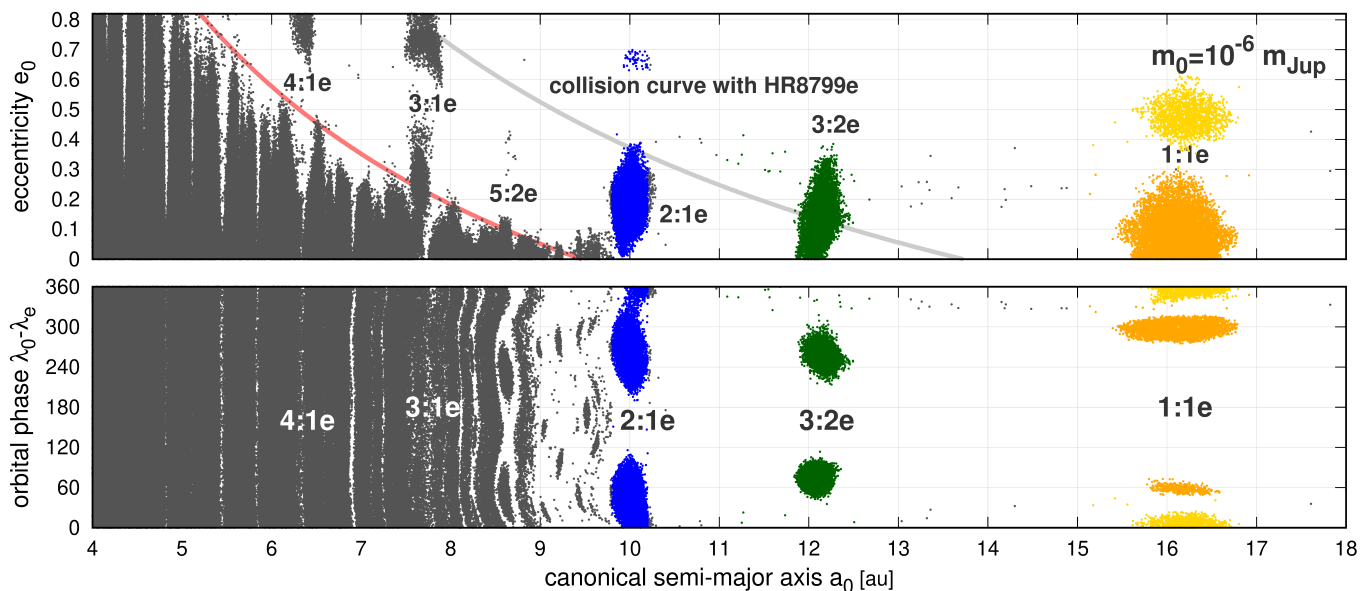 0.8
0.7
0.6
0.5
0.4
0.3
0.2
0.1
0
eccentricity e₀
4:1e
3:1e
5:2e
collision curve with HR8799e
2:1e
3:2e
m₀=10⁻⁶ m_Jup
1:1e
360
300
240
180
120
60
0
orbital phase λ₀-λₑ
4:1e
3:1e
2:1e
3:2e
1:1e
4 5 6 7 8 9 10 11 12 13 14 15 16 17 18
canonical semi-major axis a₀ [au]